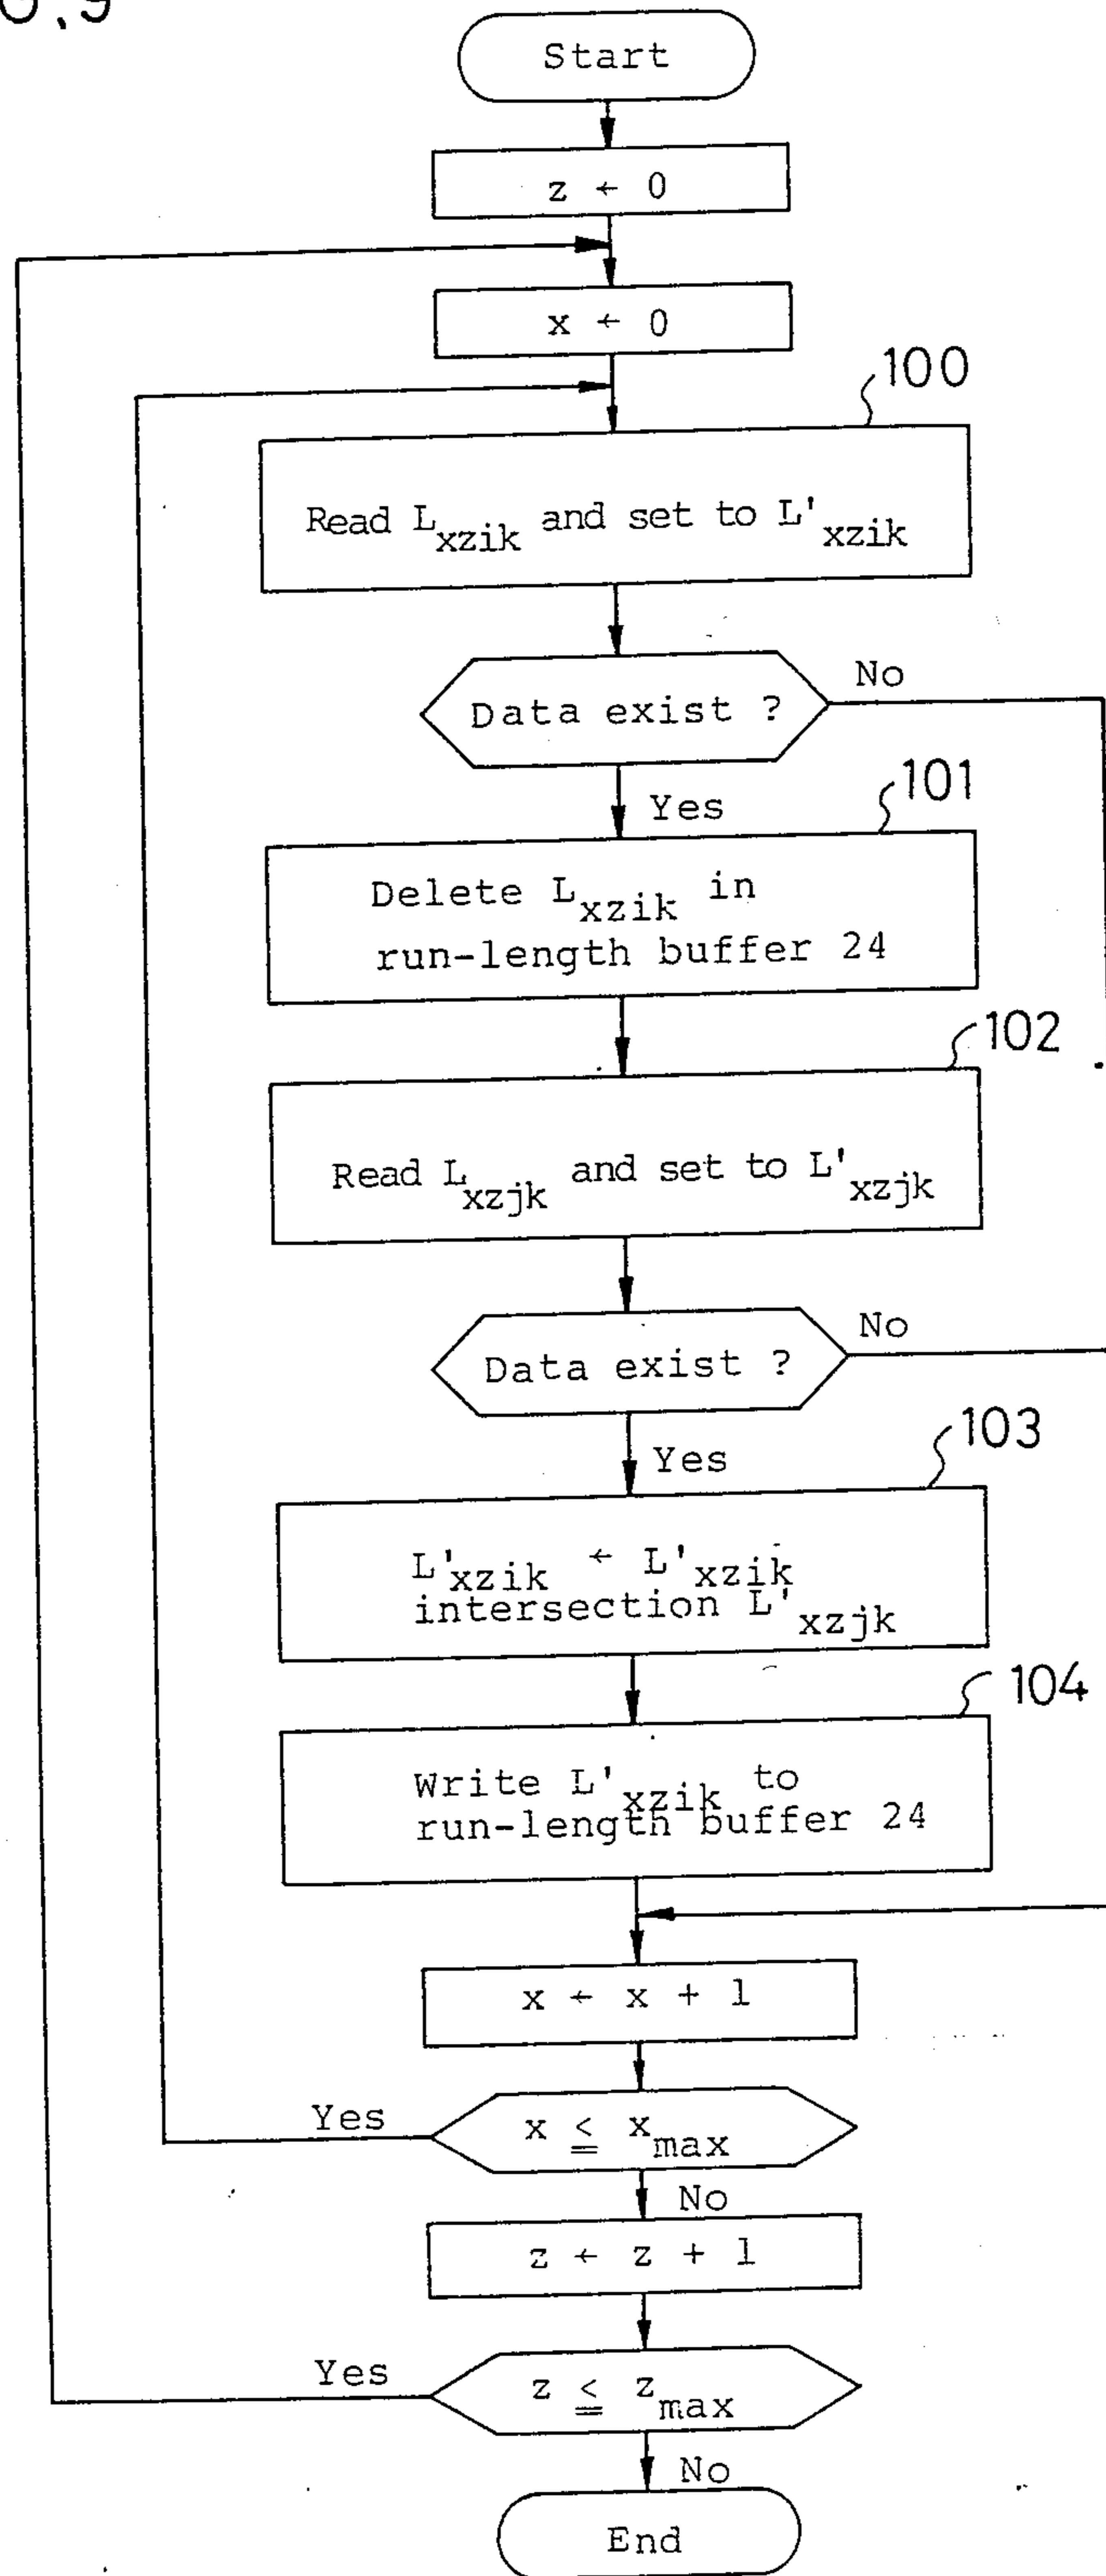 G.9
Start
z ← 0
x ← 0
100
Read Lxzik and set to L'xzik
Data exist ?
No
Yes
101
Delete Lxzik in
run-length buffer 24
102
Read Lxzjk and set to L'xzjk
Data exist ?
No
Yes
103
L'xzik ← L'xzik
intersection L'xzjk
104
Write L'xzik to
run-length buffer 24
x ← x + 1
Yes
x ≦ xmax
No
z ← z + 1
Yes
z ≦ zmax
No
End